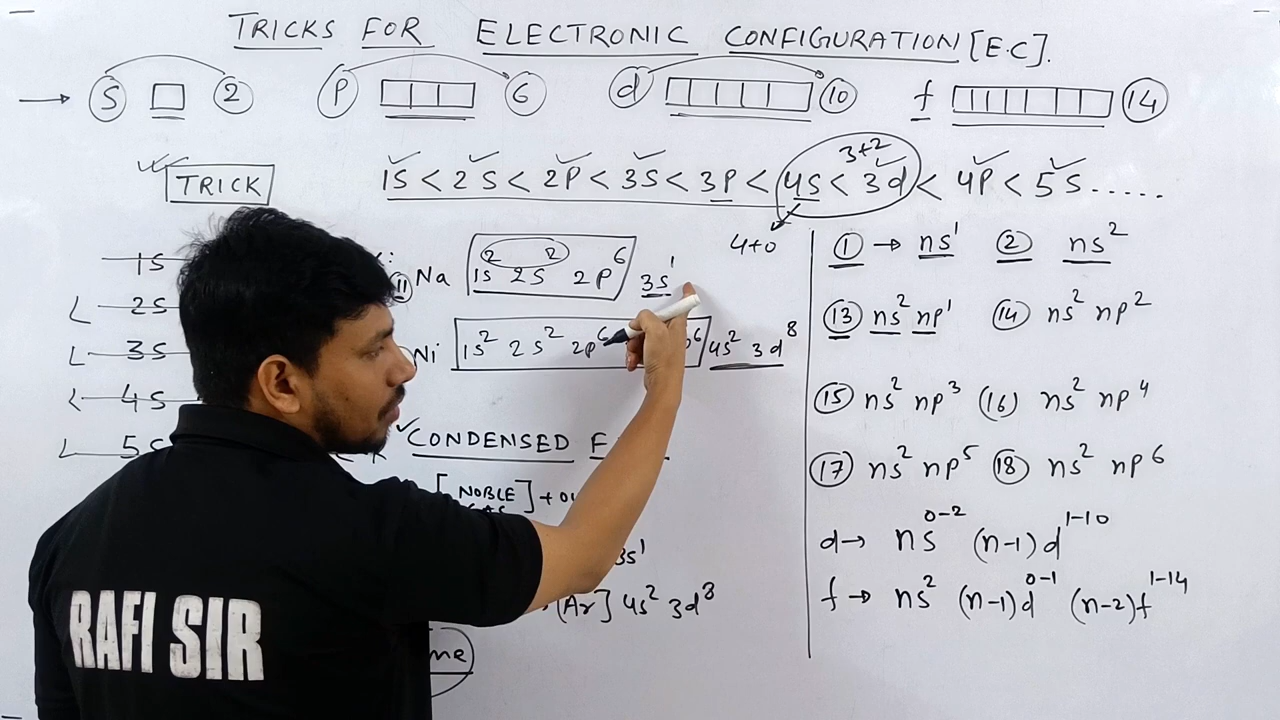 TRICKS FOR ELECTRONIC CONFIGURATION [E.C].
→ S 2 P 6 d 10 f 14
TRICK
1S < 2S < 2P < 3S < 3P < 4S < 3d < 4P < 5S.....
3+2
4+0
1S
2S
3S
4S
5S
11 Na 1s² 2s² 2p⁶ 3s¹
Ni 1s² 2s² 2p⁶ 4s² 3d⁸
CONDENSED
[NOBLE
3s¹
[Ar] 4s² 3d⁸
① → ns¹ ② ns²
⑬ ns² np¹ ⑭ ns² np²
⑮ ns² np³ ⑯ ns² np⁴
⑰ ns² np⁵ ⑱ ns² np⁶
d → ns⁰⁻² (n-1)d¹⁻¹⁰
f → ns² (n-1)d⁰⁻¹ (n-2)f¹⁻¹⁴
RAFI SIR